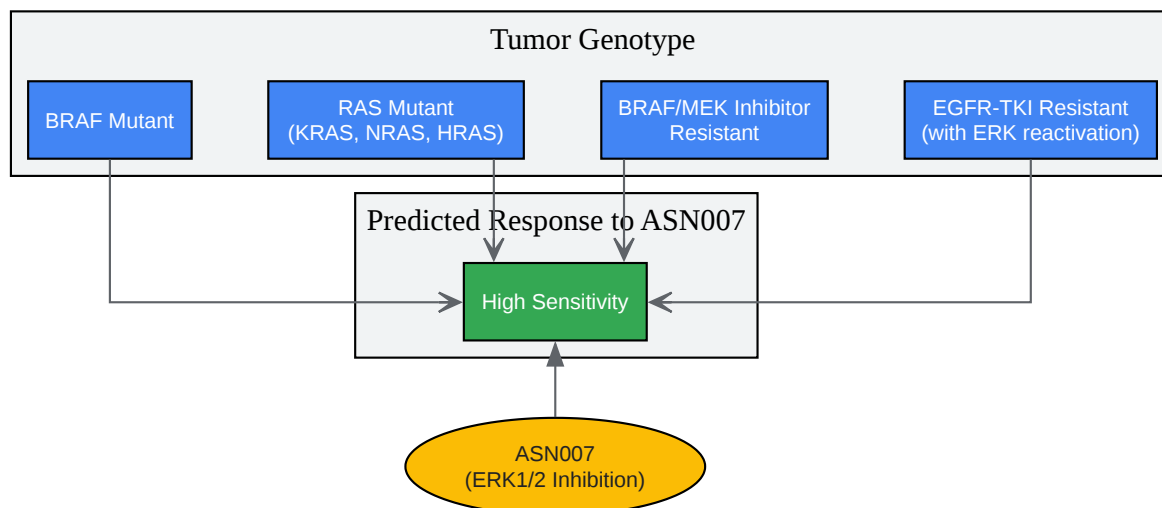 Tumor Genotype
BRAF Mutant
RAS Mutant
(KRAS, NRAS, HRAS)
BRAF/MEK Inhibitor
Resistant
EGFR-TKI Resistant
(with ERK reactivation)
Predicted Response to ASN007
High Sensitivity
ASN007
(ERK1/2 Inhibition)